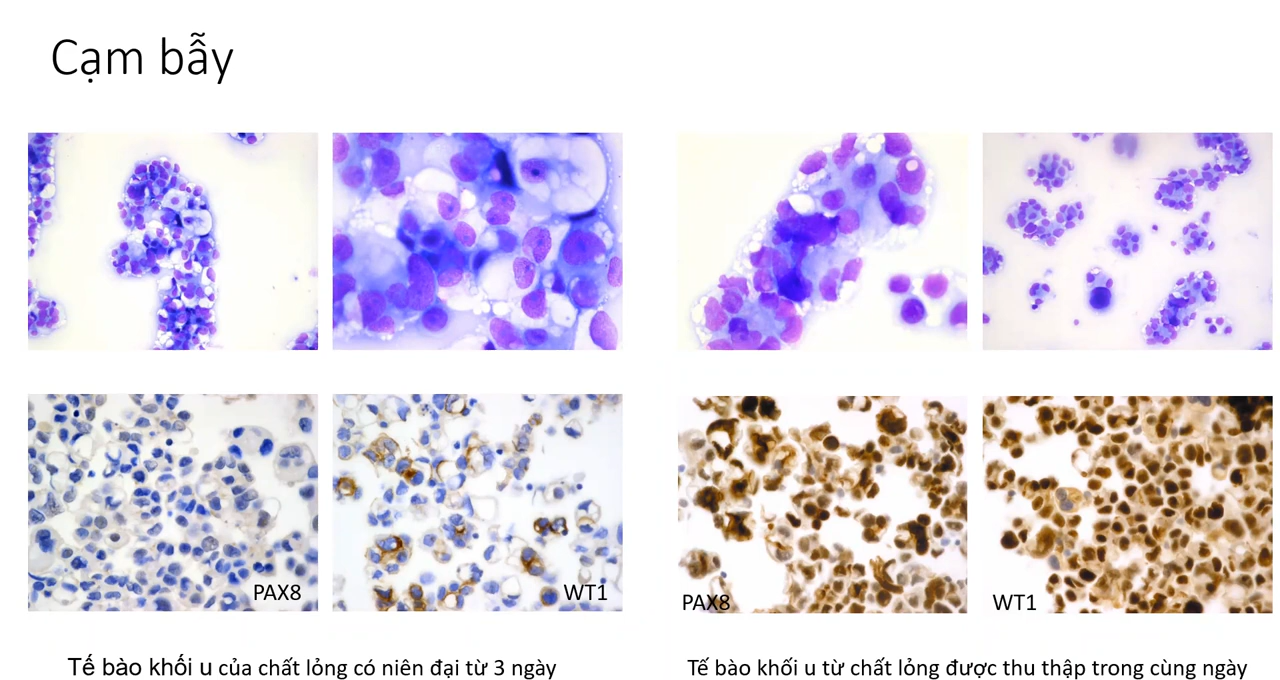 Cạm bẫy
PAX8
WT1
PAX8
WT1
Tế bào khối u của chất lỏng có niên đại từ 3 ngày
Tế bào khối u từ chất lỏng được thu thập trong cùng ngày